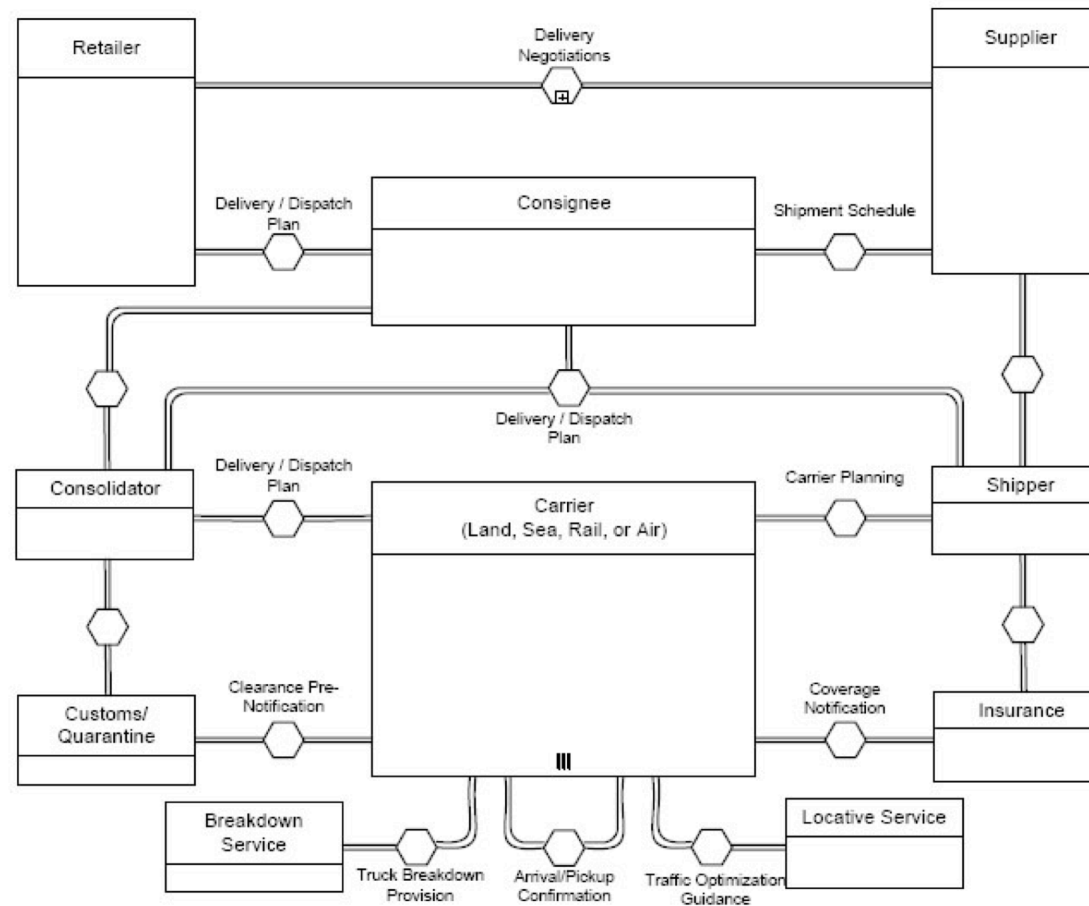 Retailer
Delivery
Negotiations
Supplier
Delivery / Dispatch
Plan
Consignee
Shipment Schedule
Delivery / Dispatch
Plan
Consolidator
Delivery / Dispatch
Plan
Carrier
(Land, Sea, Rail, or Air)
Carrier Planning
Shipper
Customs/
Quarantine
Clearance Pre-
Notification
Coverage
Notification
Insurance
Breakdown
Service
Truck Breakdown
Provision
Arrival/Pickup
Confirmation
Traffic Optimization
Guidance
Locative Service